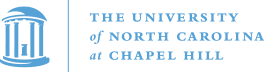 THE UNIVERSITY
of NORTH CAROLINA
at CHAPEL HILL